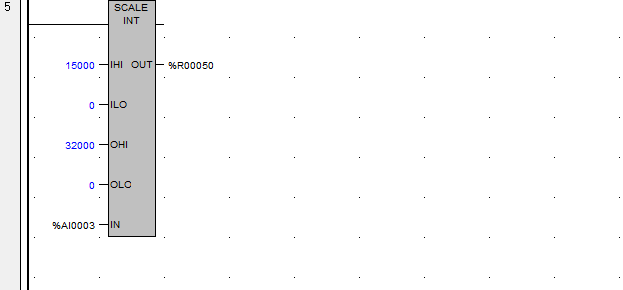 5
SCALE
INT
15000 IHI OUT %R00050
0 ILO
32000 OHI
0 OLO
%AI0003 IN